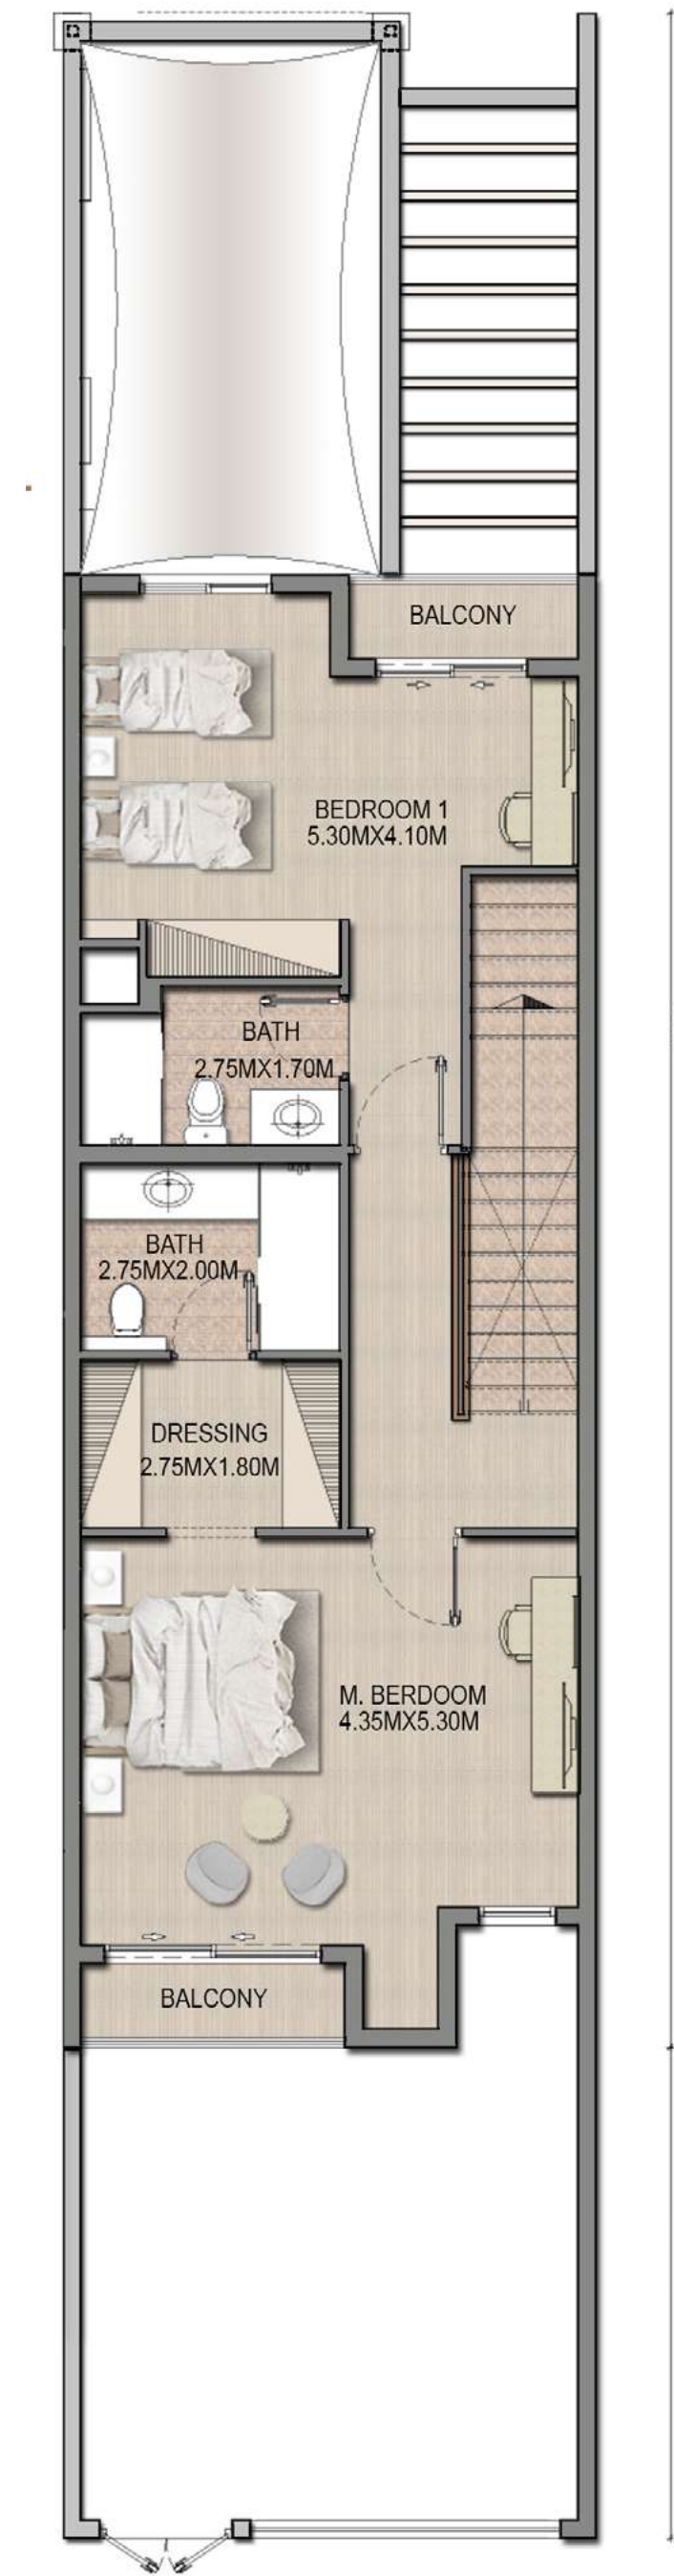 BALCONY
BEDROOM 1
5.30MX4.10M
BATH
2.75MX1.70M
BATH
2.75MX2.00M
DRESSING
2.75MX1.80M
M. BERDOOM
4.35MX5.30M
BALCONY